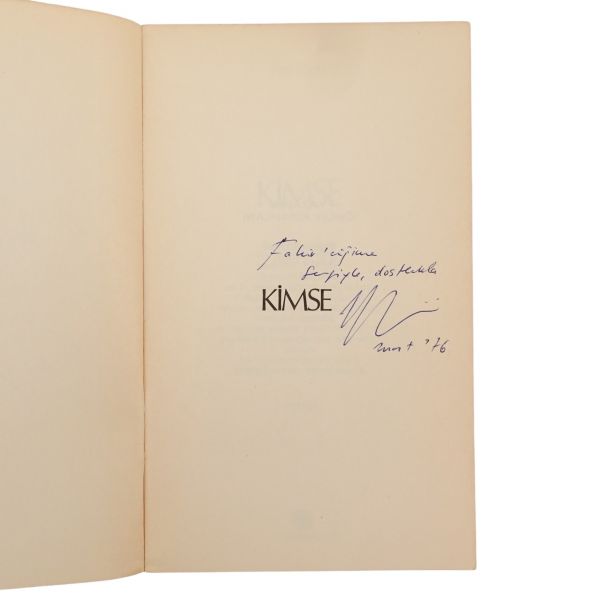 Fakir'ciğime
sevgiyle, dostlukla
KİMSE
mart '76